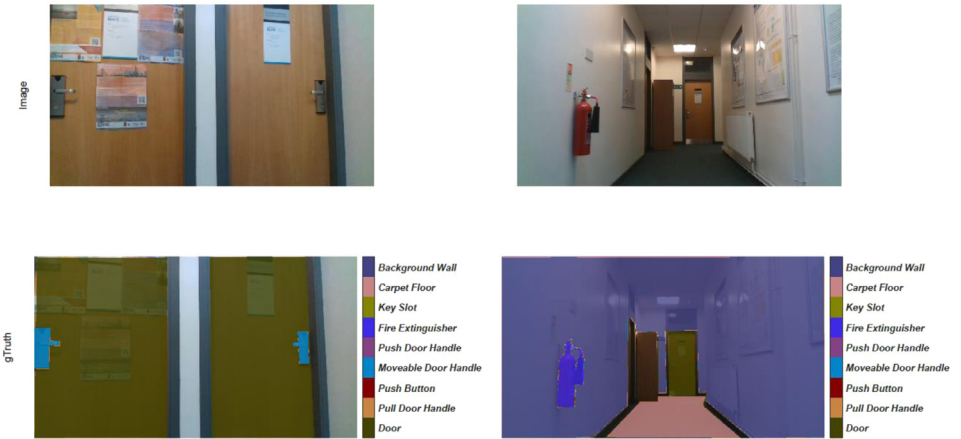 Image
gTruth
Background Wall
Carpet Floor
Key Slot
Fire Extinguisher
Push Door Handle
Moveable Door Handle
Push Button
Pull Door Handle
Door
Background Wall
Carpet Floor
Key Slot
Fire Extinguisher
Push Door Handle
Moveable Door Handle
Push Button
Pull Door Handle
Door